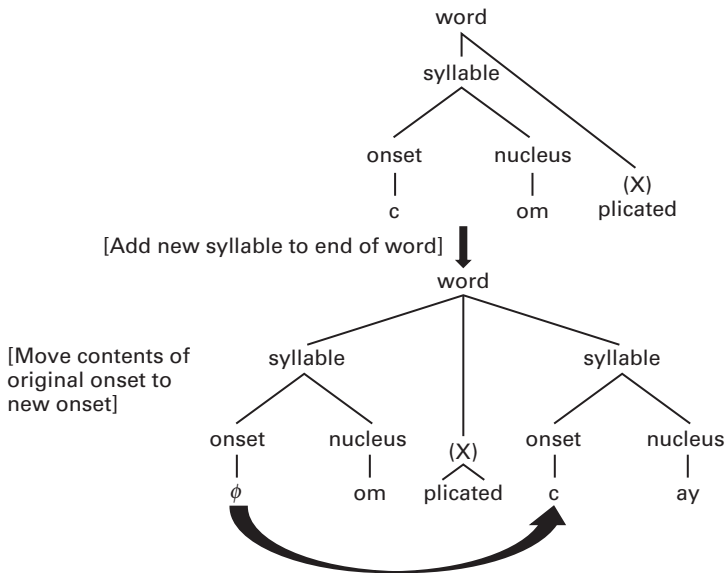 word
syllable
onset nucleus
(X)
c om plicated
[Add new syllable to end of word]
word
[Move contents of
original onset to
new onset]
syllable syllable
onset nucleus (X) onset nucleus
ϕ om plicated c ay